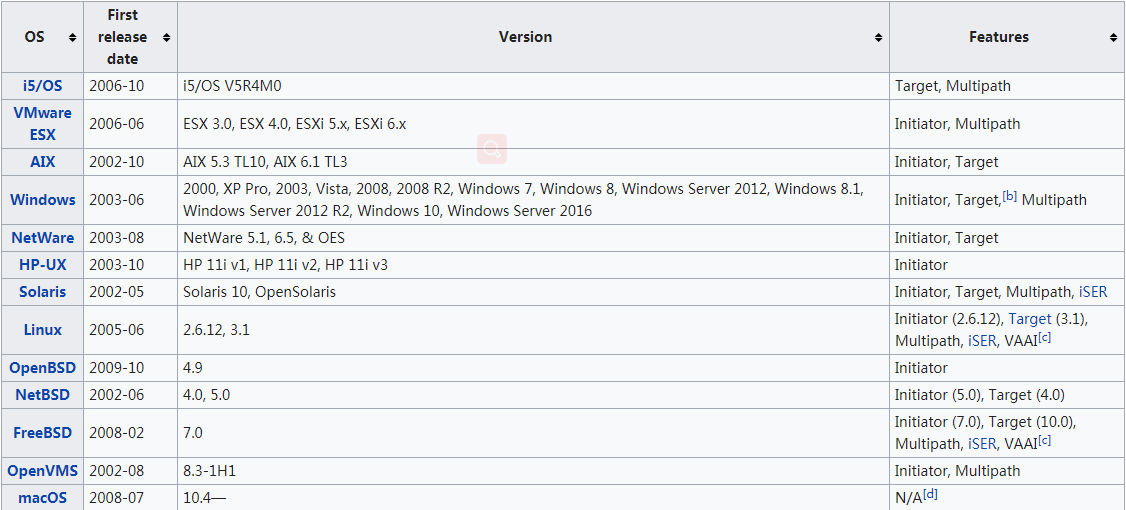 OS First release date Version Features
i5/OS 2006-10 i5/OS V5R4M0 Target, Multipath
VMware ESX 2006-06 ESX 3.0, ESX 4.0, ESXi 5.x, ESXi 6.x Initiator, Multipath
AIX 2002-10 AIX 5.3 TL10, AIX 6.1 TL3 Initiator, Target
Windows 2003-06 2000, XP Pro, 2003, Vista, 2008, 2008 R2, Windows 7, Windows 8, Windows Server 2012, Windows 8.1, Windows Server 2012 R2, Windows 10, Windows Server 2016 Initiator, Target,[b] Multipath
NetWare 2003-08 NetWare 5.1, 6.5, & OES Initiator, Target
HP-UX 2003-10 HP 11i v1, HP 11i v2, HP 11i v3 Initiator
Solaris 2002-05 Solaris 10, OpenSolaris Initiator, Target, Multipath, iSER
Linux 2005-06 2.6.12, 3.1 Initiator (2.6.12), Target (3.1), Multipath, iSER, VAAI[c]
OpenBSD 2009-10 4.9 Initiator
NetBSD 2002-06 4.0, 5.0 Initiator (5.0), Target (4.0)
FreeBSD 2008-02 7.0 Initiator (7.0), Target (10.0), Multipath, iSER, VAAI[c]
OpenVMS 2002-08 8.3-1H1 Initiator, Multipath
macOS 2008-07 10.4— N/A[d]